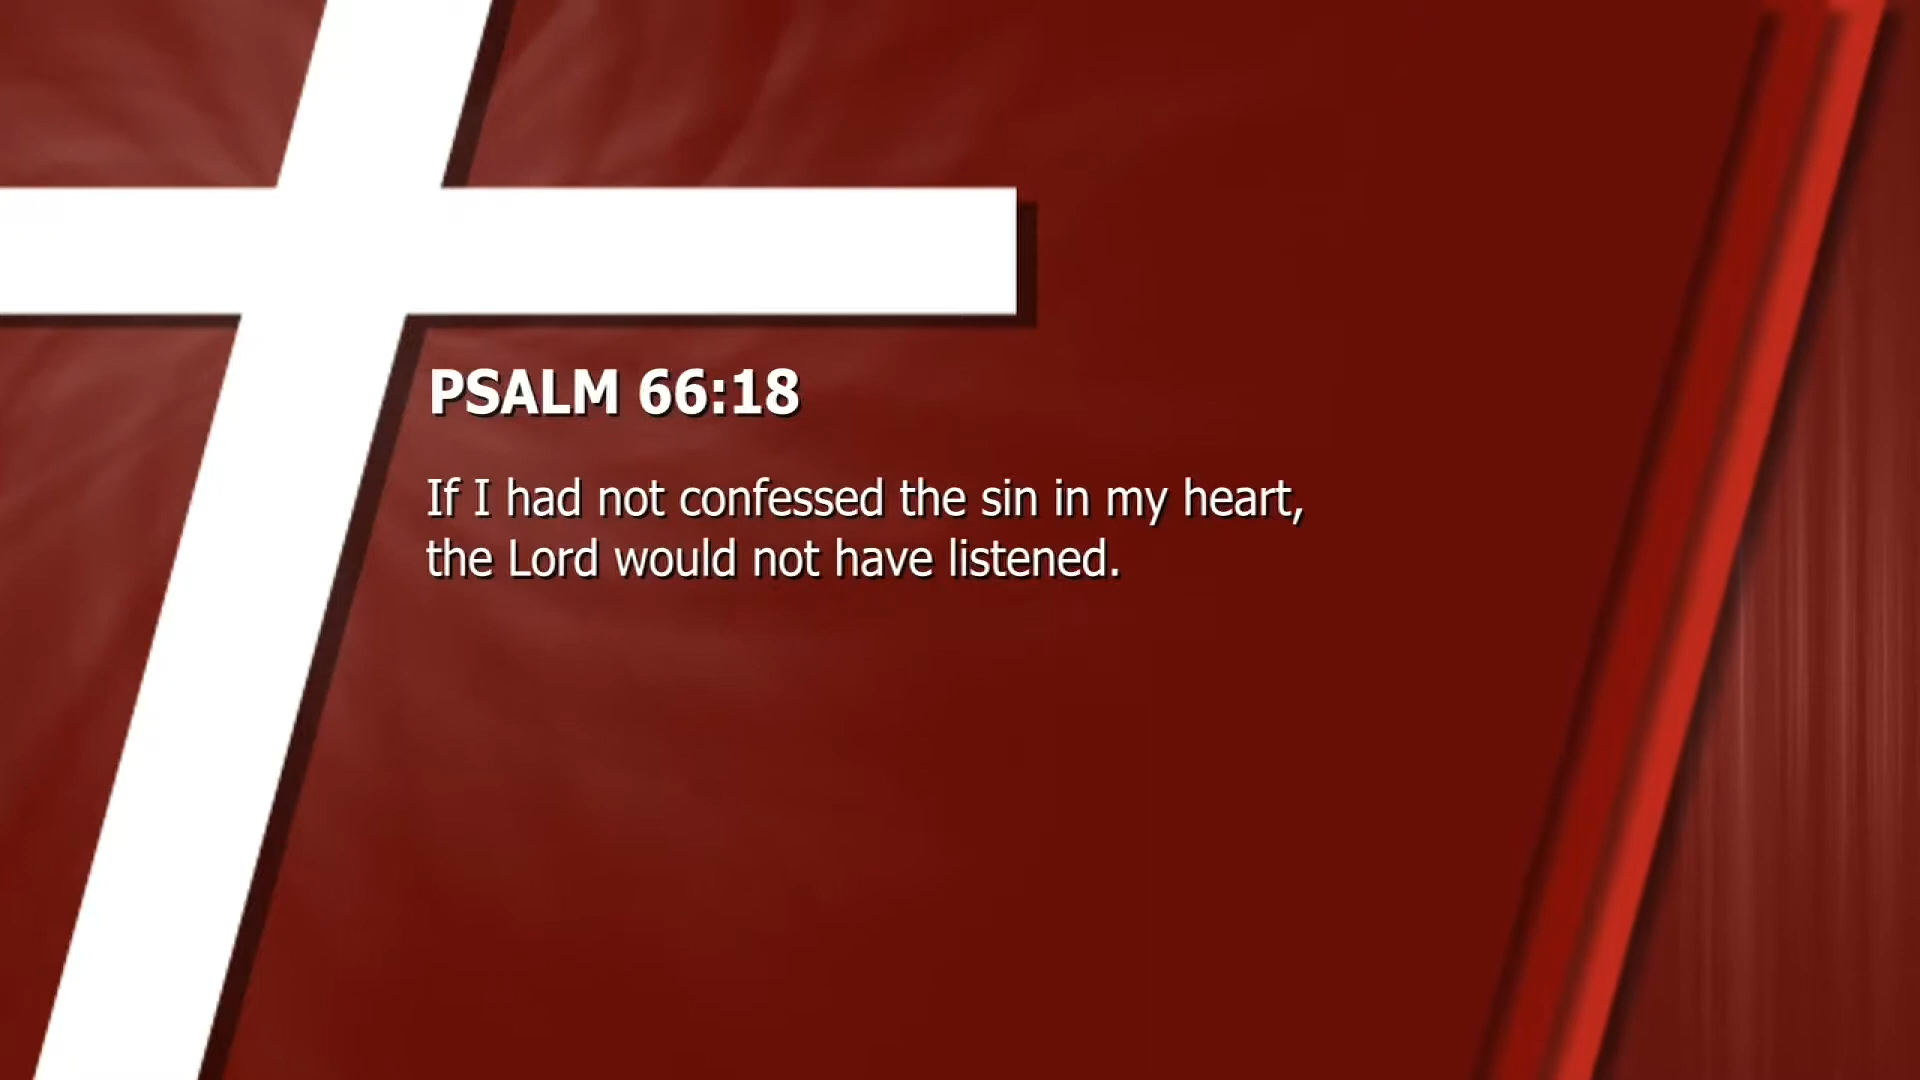 PSALM 66:18
If I had not confessed the sin in my heart,
the Lord would not have listened.